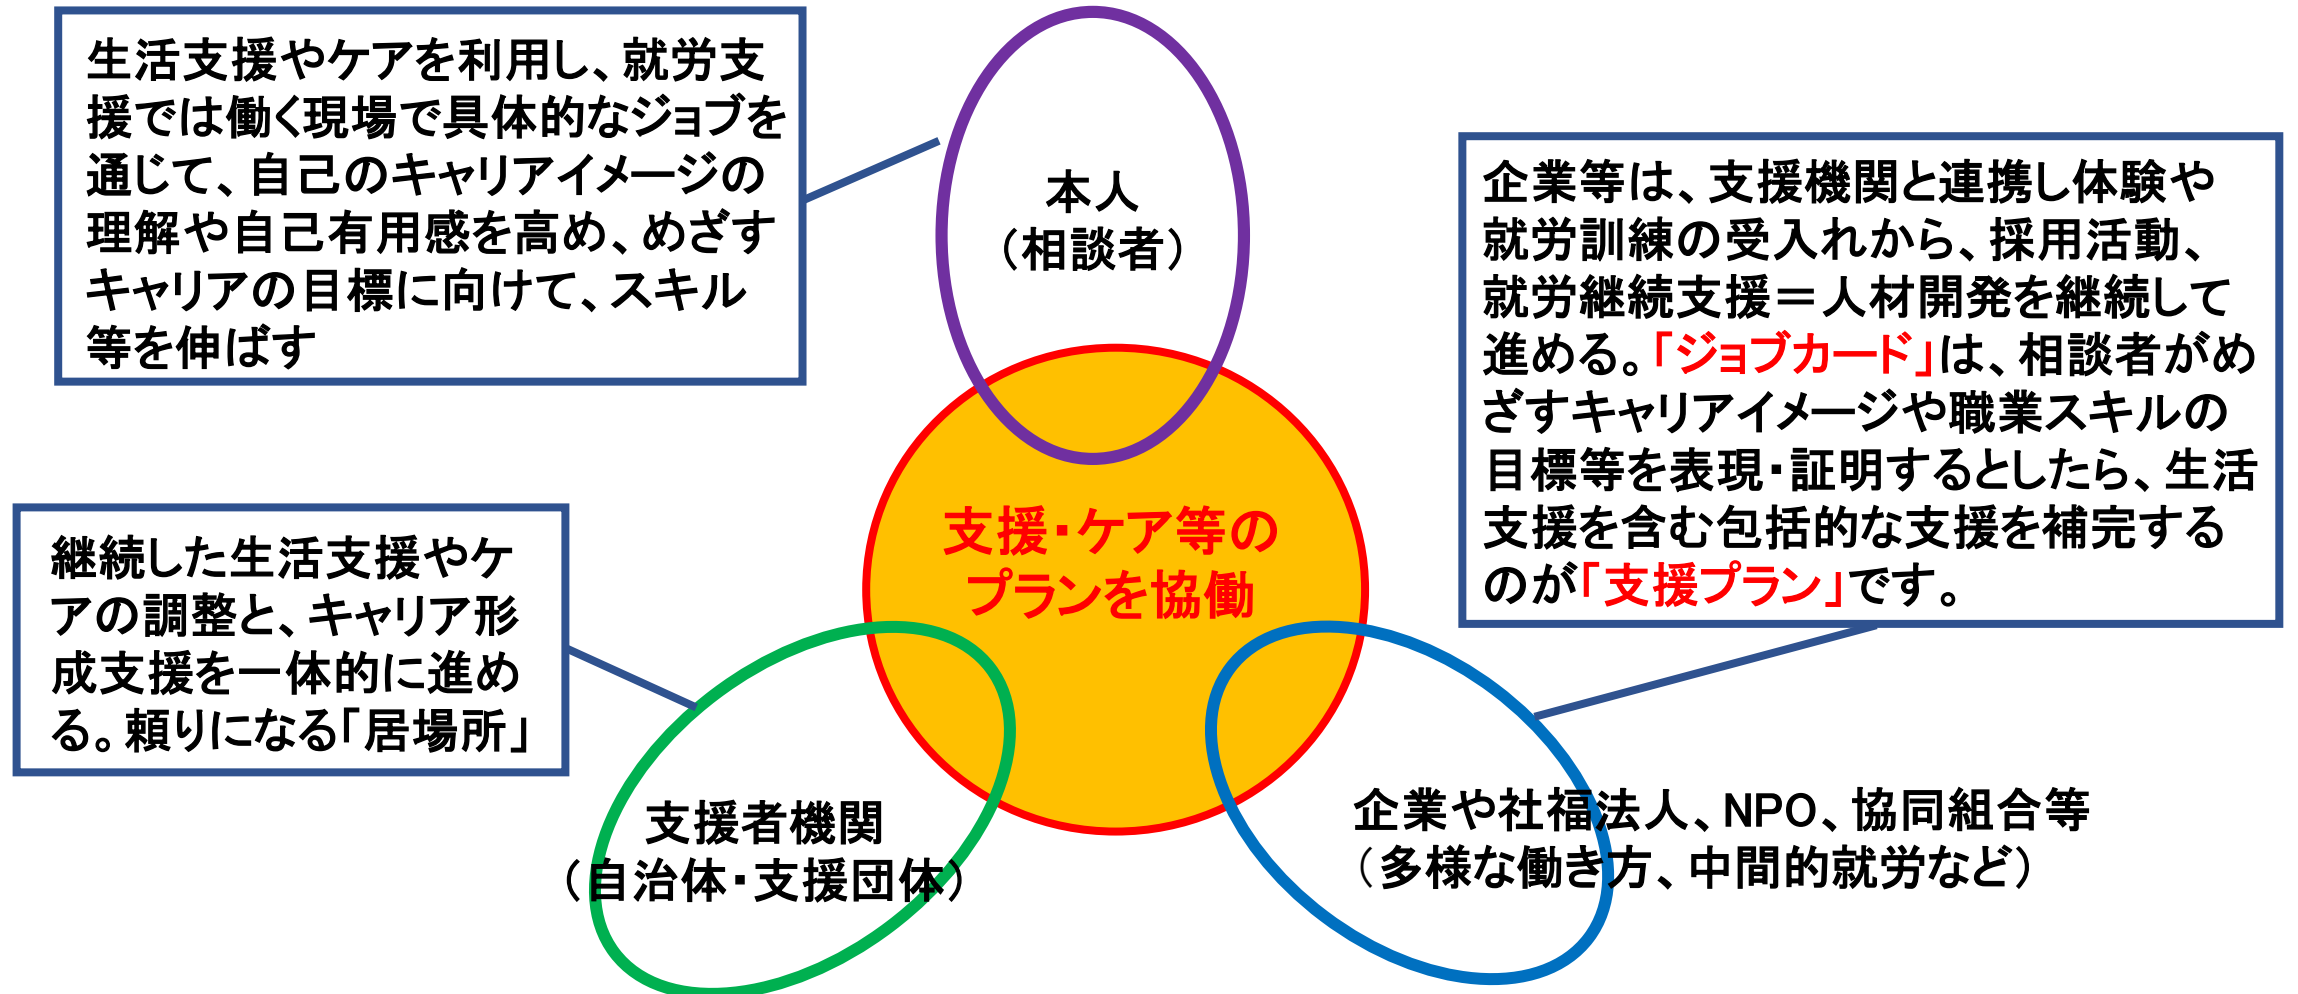 生活支援やケアを利用し、就労支
援では働く現場で具体的なジョブを
通じて、自己のキャリアイメージの
理解や自己有用感を高め、めざす
キャリアの目標に向けて、スキル
等を伸ばす
本人
（相談者）
企業等は、支援機関と連携し体験や
就労訓練の受入れから、採用活動、
就労継続支援＝人材開発を継続して
進める。「ジョブカード」は、相談者がめ
ざすキャリアイメージや職業スキルの
目標等を表現・証明するとしたら、生活
支援を含む包括的な支援を補完する
のが「支援プラン」です。
支援・ケア等の
プランを協働
継続した生活支援やケ
アの調整と、キャリア形
成支援を一体的に進め
る。頼りになる「居場所」
支援者機関
（自治体・支援団体）
企業や社福法人、NPO、協同組合等
（多様な働き方、中間的就労など）